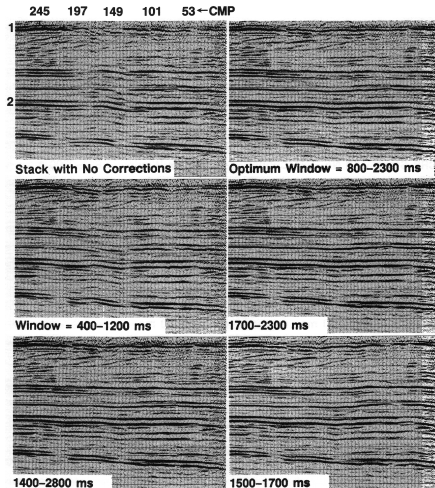 245 197 149 101 53←CMP
1
2
Stack with No Corrections
Optimum Window = 800–2300 ms
Window = 400–1200 ms
1700–2300 ms
1400–2800 ms
1500–1700 ms